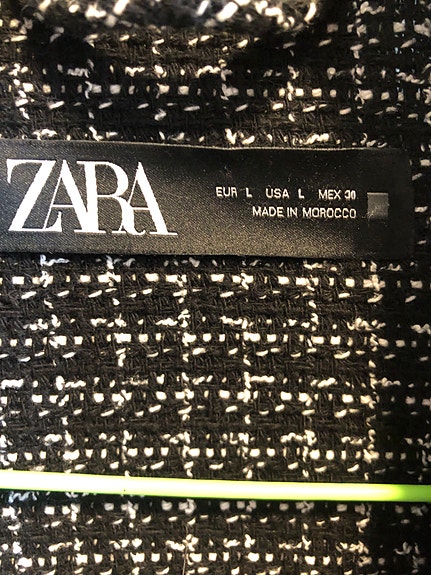 ZARA
EUR L USA L MEX 30
MADE IN MOROCCO